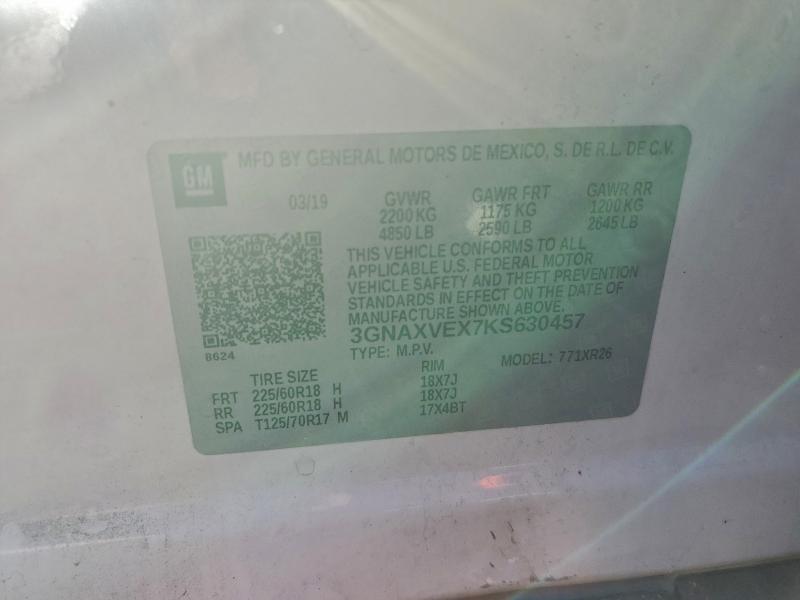 GM
MFD BY GENERAL MOTORS DE MEXICO, S. DE R.L. DE C.V.
03/19 GVWR GAWR FRT GAWR RR
2200 KG 1175 KG 1200 KG
4850 LB 2590 LB 2645 LB
THIS VEHICLE CONFORMS TO ALL
APPLICABLE U.S. FEDERAL MOTOR
VEHICLE SAFETY AND THEFT PREVENTION
STANDARDS IN EFFECT ON THE DATE OF
MANUFACTURE SHOWN ABOVE.
3GNAXVEX7KS630457
8624
TYPE: M.P.V. MODEL: 771XR26
TIRE SIZE RIM
FRT 225/60R18 H 18X7J
RR 225/60R18 H 18X7J
SPA T125/70R17 M 17X4BT